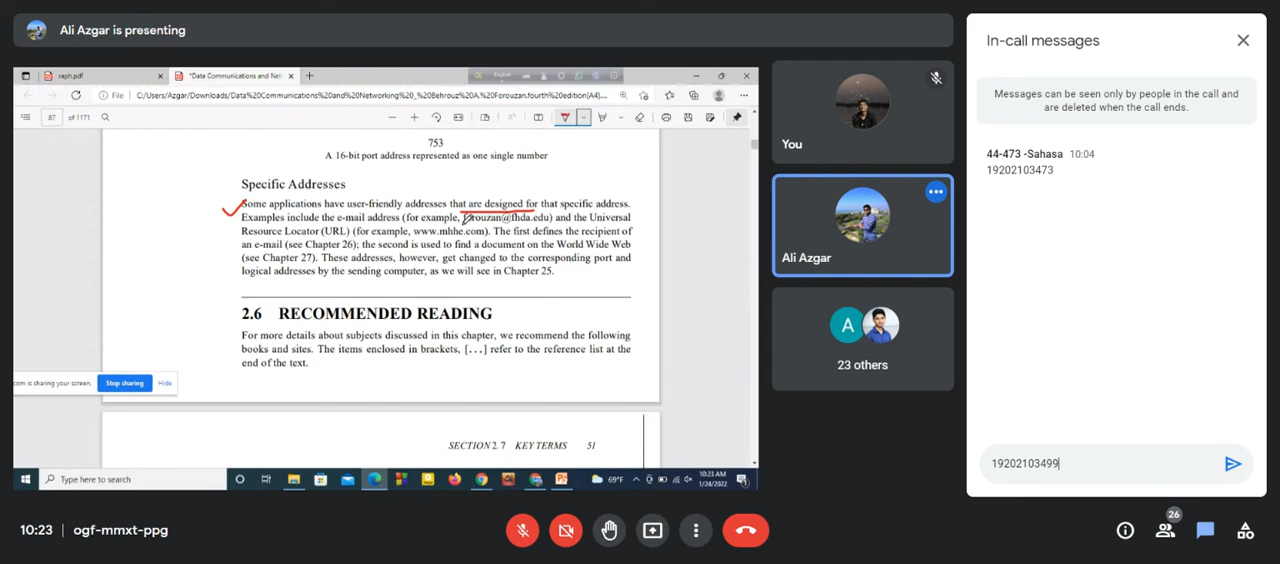 Ali Azgar is presenting
raph.pdf
*Data Communications and Net
English
File
C:/Users/Azgar/Downloads/Data%20Communications%20and%20Networking%20_%20Behrouz%20A.%20Forouzan.fourth%20edition[A4]....
87 of 1171
753
A 16-bit port address represented as one single number
Specific Addresses
Some applications have user-friendly addresses that are designed for that specific address.
Examples include the e-mail address (for example, forouzan@fhda.edu) and the Universal
Resource Locator (URL) (for example, www.mhhe.com). The first defines the recipient of
an e-mail (see Chapter 26); the second is used to find a document on the World Wide Web
(see Chapter 27). These addresses, however, get changed to the corresponding port and
logical addresses by the sending computer, as we will see in Chapter 25.
2.6 RECOMMENDED READING
For more details about subjects discussed in this chapter, we recommend the following
books and sites. The items enclosed in brackets, [...] refer to the reference list at the
end of the text.
com is sharing your screen.
Stop sharing
Hide
SECTION 2.7 KEY TERMS 51
Type here to search
69°F
10:23 AM
1/24/2022
You
Ali Azgar
A
23 others
In-call messages
Messages can be seen only by people in the call and
are deleted when the call ends.
44-473 -Sahasa 10:04
19202103473
19202103499
10:23 | ogf-mmxt-ppg
26